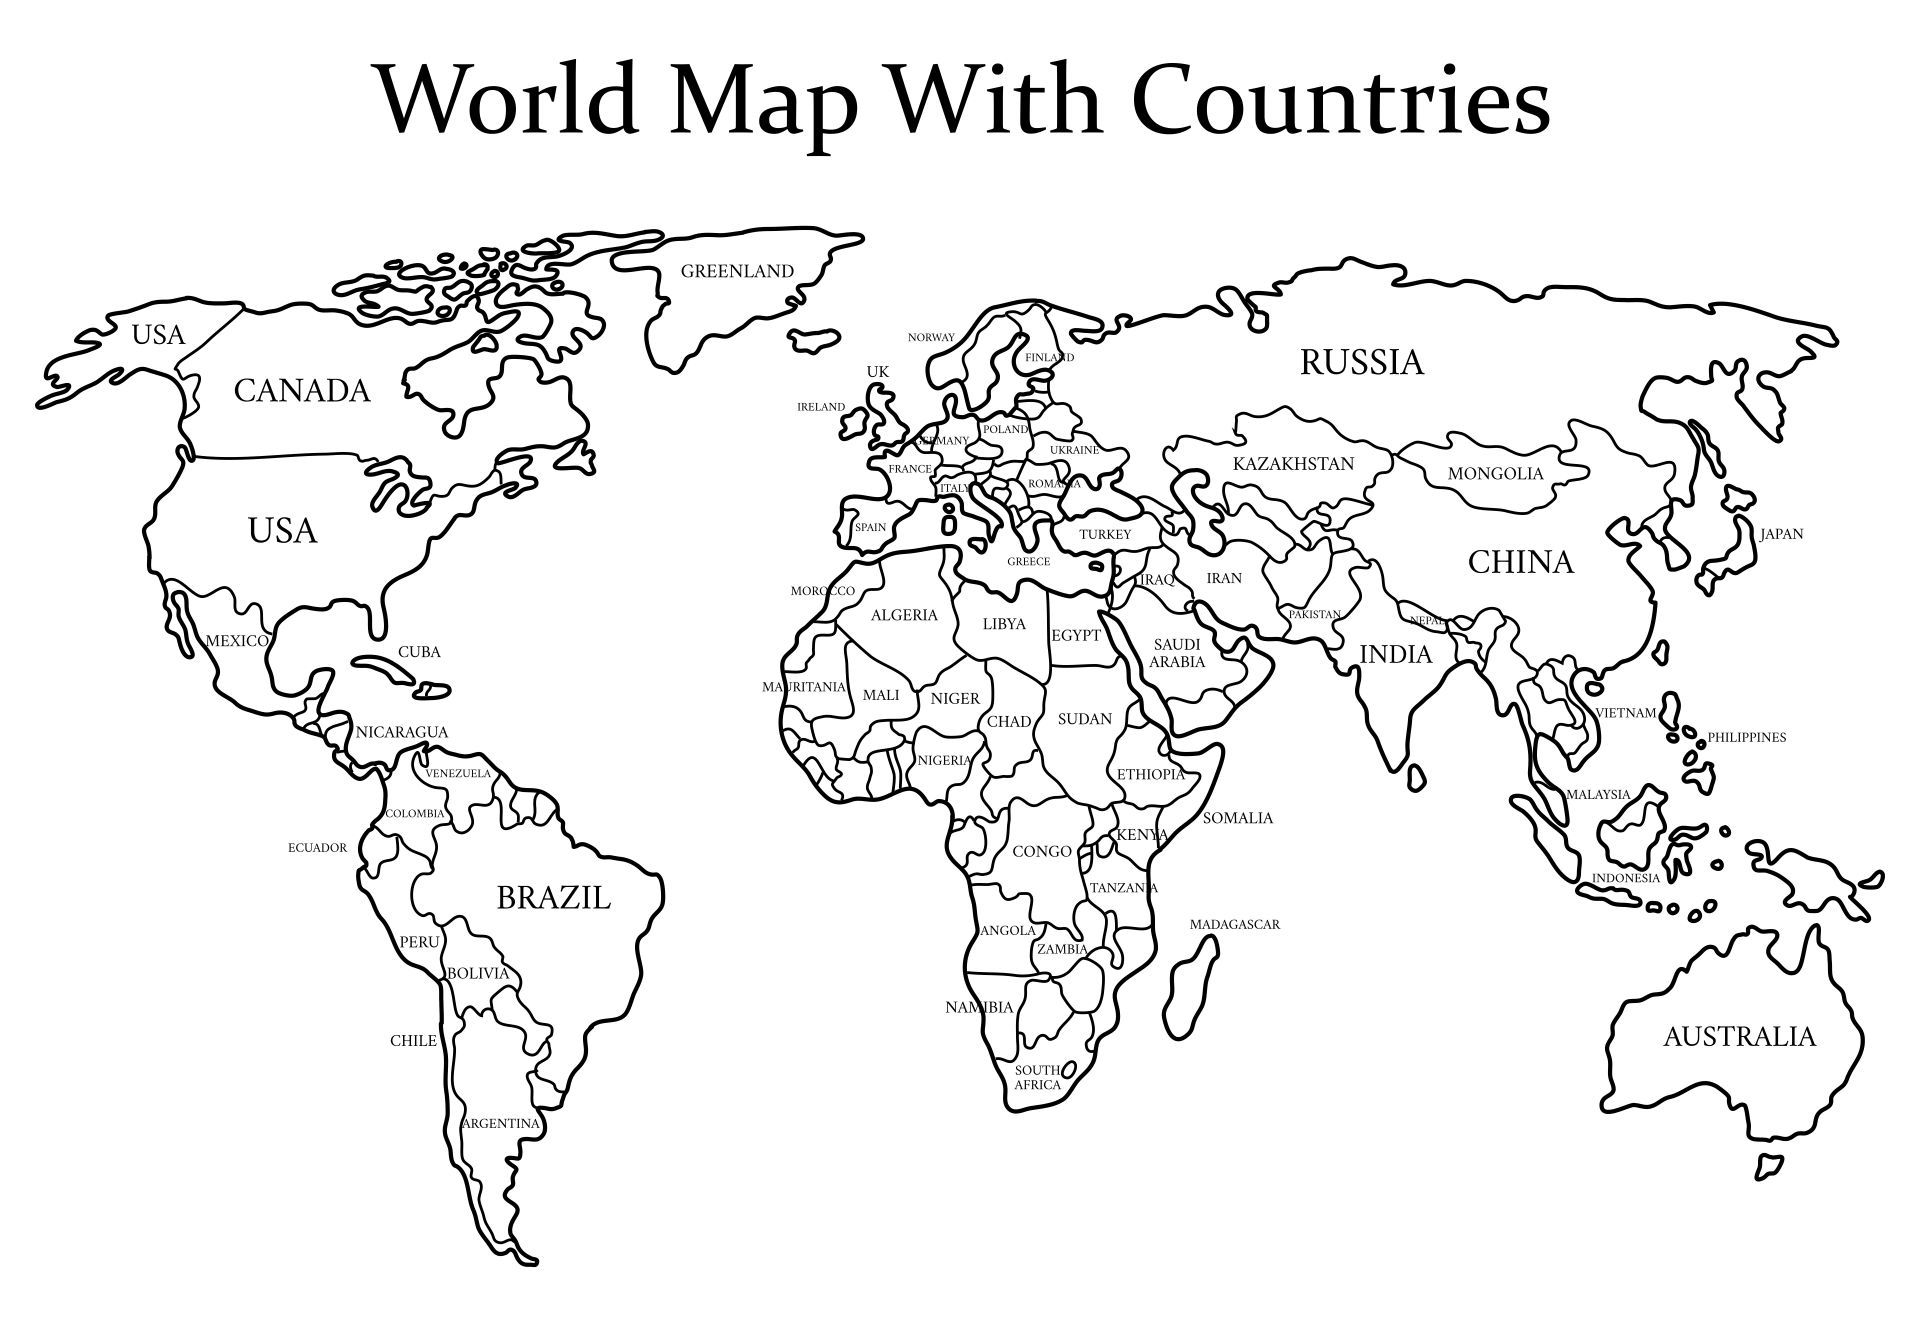 World Map With Countries
GREENLAND
USA
CANADA
NORWAY
FINLAND
RUSSIA
UK
IRELAND
GERMANY
POLAND
UKRAINE
FRANCE
KAZAKHSTAN
MONGOLIA
ITALY
ROMANIA
USA
SPAIN
TURKEY
JAPAN
GREECE
CHINA
MOROCCO
IRAQ
IRAN
ALGERIA
LIBYA
EGYPT
PAKISTAN
NEPAL
MEXICO
CUBA
SAUDI
ARABIA
INDIA
MAURITANIA
MALI
NIGER
CHAD
SUDAN
VIETNAM
NICARAGUA
PHILIPPINES
NIGERIA
ETHIOPIA
VENEZUELA
MALAYSIA
COLOMBIA
SOMALIA
KENYA
ECUADOR
CONGO
INDONESIA
BRAZIL
TANZANIA
MADAGASCAR
ANGOLA
PERU
ZAMBIA
BOLIVIA
NAMIBIA
CHILE
AUSTRALIA
SOUTH
AFRICA
ARGENTINA